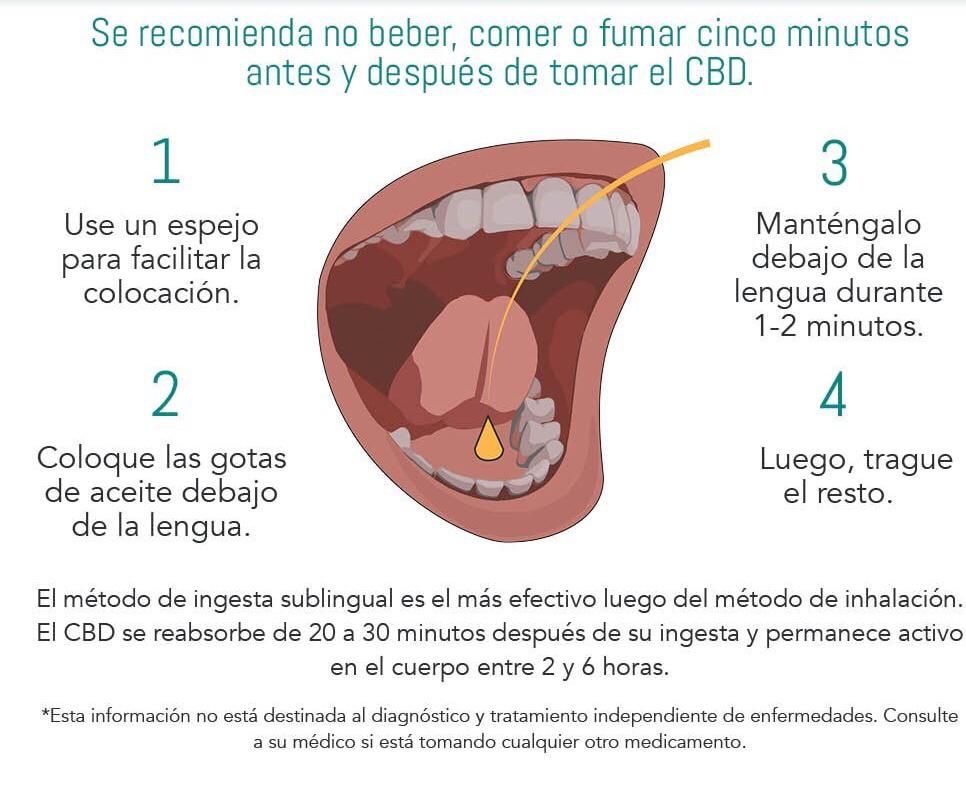 Se recomienda no beber, comer o fumar cinco minutos
antes y después de tomar el CBD.
1
Use un espejo
para facilitar la
colocación.
2
Coloque las gotas
de aceite debajo
de la lengua.
3
Manténgalo
debajo de la
lengua durante
1-2 minutos.
4
Luego, trague
el resto.
El método de ingesta sublingual es el más efectivo luego del método de inhalación.
El CBD se reabsorbe de 20 a 30 minutos después de su ingesta y permanece activo
en el cuerpo entre 2 y 6 horas.
*Esta información no está destinada al diagnóstico y tratamiento independiente de enfermedades. Consulte
a su médico si está tomando cualquier otro medicamento.